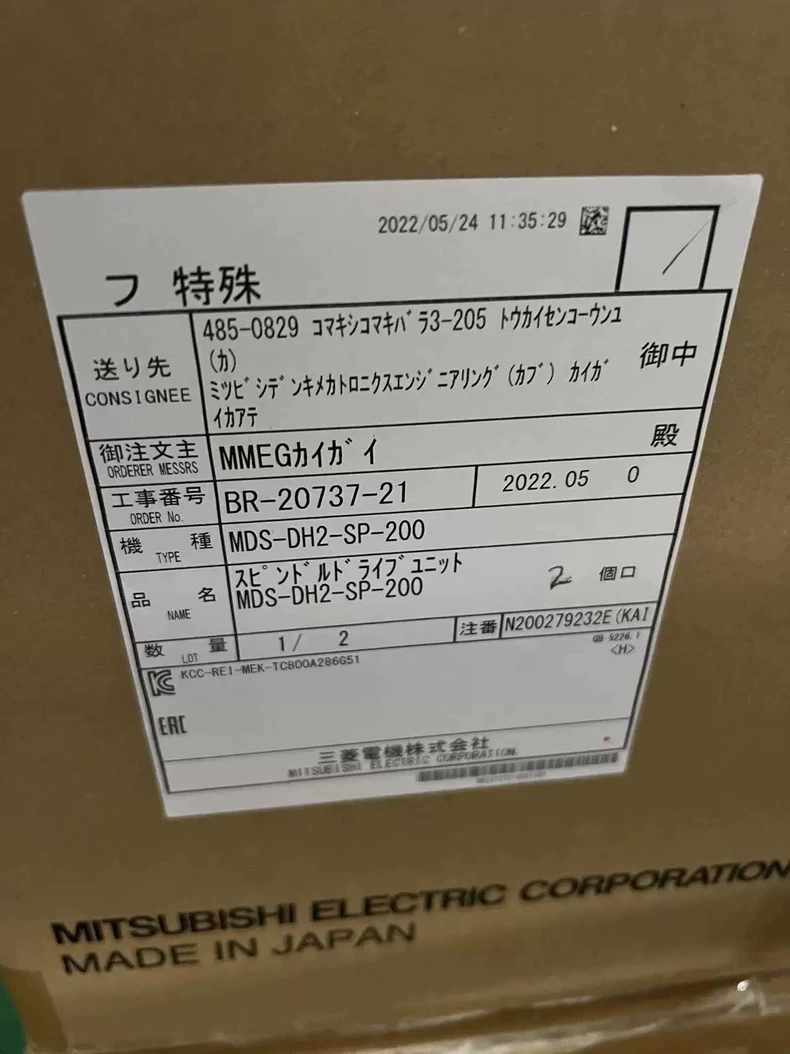 2022/05/24 11:35:29
フ 特殊
送り先
CONSIGNEE
485-0829 コマキシコマキバラ3-205 トウカイセンコーウンユ
(カ)
ミツビシデンキメカトロニクスエンジニアリング(カブ) カイガ
イカアテ
御中
御注文主
ORDERER MESSRS
MMEGカイガイ
殿
工事番号
ORDER No.
BR-20737-21
2022.05 0
機種
TYPE
MDS-DH2-SP-200
品名
NAME
スピンドルドライブユニット
MDS-DH2-SP-200
2 個口
数量
LOT
1/ 2
注番
N200279232E(KAI
KCC-REI-MEK-TC800A286G51
<H>
EAC
三菱電機株式会社
MITSUBISHI ELECTRIC CORPORATION
MITSUBISHI ELECTRIC CORPORATION
MADE IN JAPAN